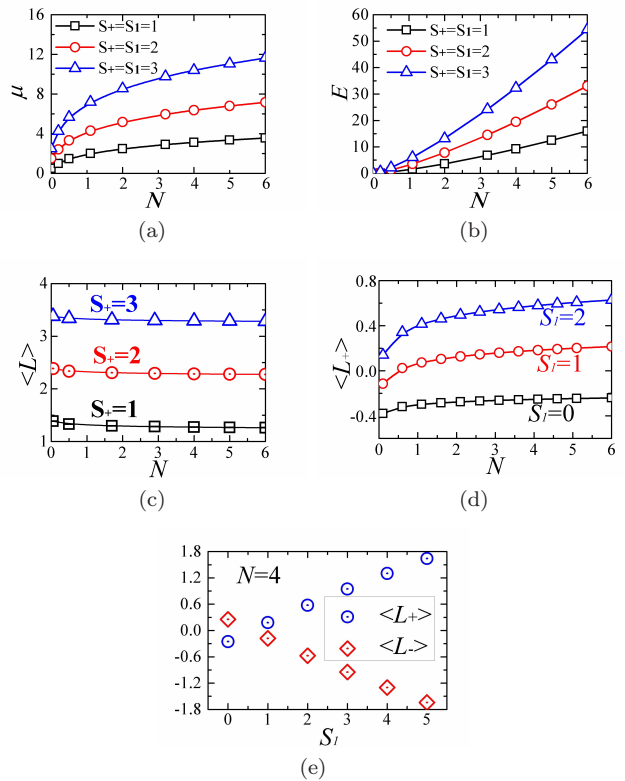 16
12
8
4
0
μ
S+=S1=1
S+=S1=2
S+=S1=3
0 1 2 3 4 5 6
N
(a)
60
50
40
30
20
10
0
E
S+=S1=1
S+=S1=2
S+=S1=3
0 1 2 3 4 5 6
N
(b)
4
3
2
1
<L>
S+=3
S+=2
S+=1
0 1 2 3 4 5 6
N
(c)
0.8
0.4
0.0
-0.4
<L+>
Sl=2
Sl=1
Sl=0
0 1 2 3 4 5 6
N
(d)
1.8
1.2
0.6
0.0
-0.6
-1.2
-1.8
N=4
<L+>
<L->
0 1 2 3 4 5
Sl
(e)